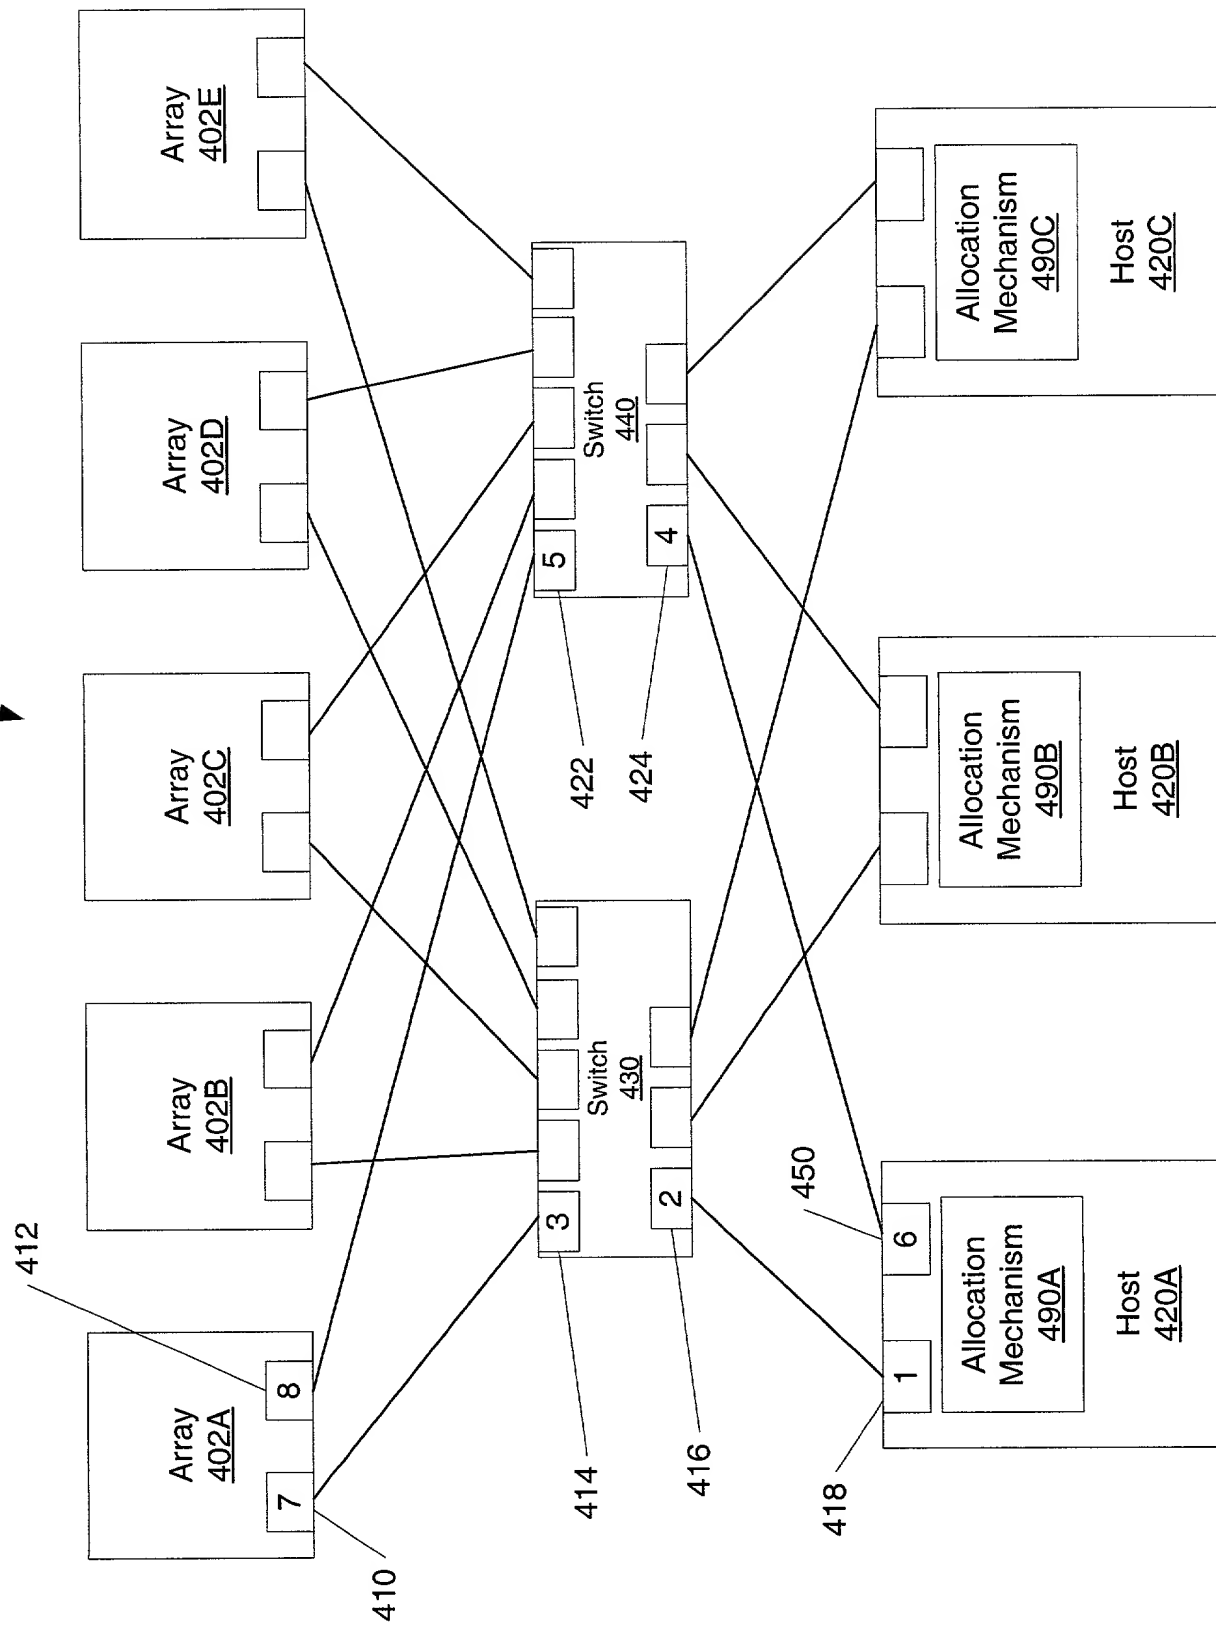 Array
402A
Array
402B
Array
402C
Array
402D
Array
402E
7
8
410
412
3
414
Switch
430
2
416
5
422
Switch
440
4
424
1
418
6
450
Allocation
Mechanism
490A
Host
420A
Allocation
Mechanism
490B
Host
420B
Allocation
Mechanism
490C
Host
420C